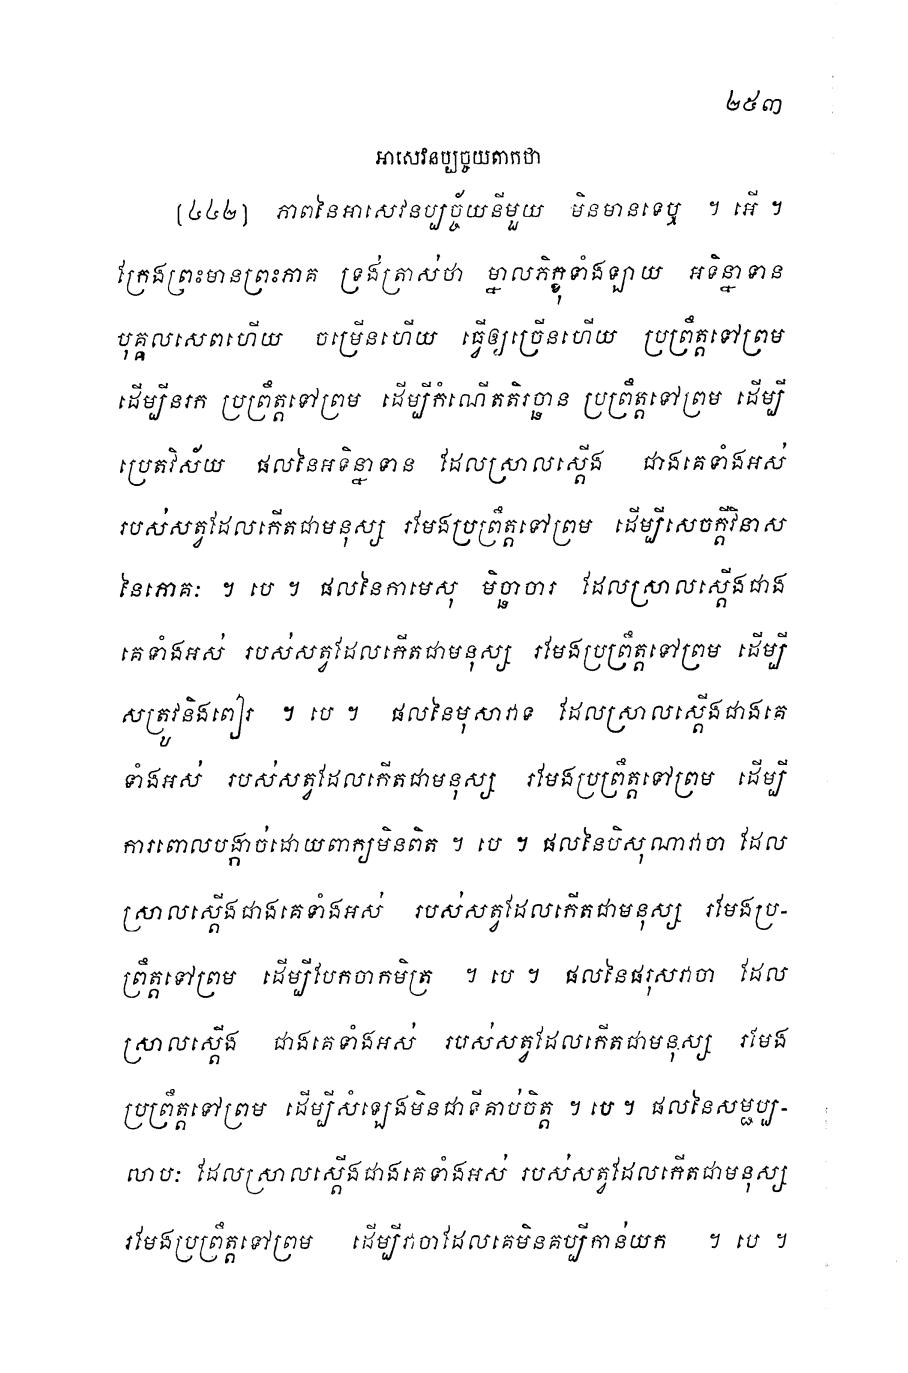 ២៥៣
អាសេវនប្បច្ចយតាកថា
[៤៤២] ភាពនៃអាសេវនប្បច្ច័យនីមួយ មិនមានទេឬ ។ អើ ។
ក្រែងព្រះមានព្រះភាគ ទ្រង់ត្រាស់ថា ម្នាលភិក្ខុទាំងឡាយ អទិន្នាទាន
បុគ្គលសេពហើយ ចម្រើនហើយ ធ្វើឲ្យច្រើនហើយ ប្រព្រឹត្តទៅព្រម
ដើម្បីនរក ប្រព្រឹត្តទៅព្រម ដើម្បីកំណើតតិរច្ឆាន ប្រព្រឹត្តទៅព្រម ដើម្បី
ប្រេតវិស័យ ផលនៃអទិន្នាទាន ដែលស្រាលស្តើង ជាងគេទាំងអស់
របស់សត្វដែលកើតជាមនុស្ស រមែងប្រព្រឹត្តទៅព្រម ដើម្បីសេចក្តីវិនាស
នៃភោគៈ ។ បេ ។ ផលនៃកាមេសុ មិច្ឆាចារ ដែលស្រាលស្តើងជាង
គេទាំងអស់ របស់សត្វដែលកើតជាមនុស្ស រមែងប្រព្រឹត្តទៅព្រម ដើម្បី
សត្រូវនិងពៀរ ។ បេ ។ ផលនៃមុសាវាទ ដែលស្រាលស្តើងជាងគេ
ទាំងអស់ របស់សត្វដែលកើតជាមនុស្ស រមែងប្រព្រឹត្តទៅព្រម ដើម្បី
ការពោលបង្កាច់ដោយពាក្យមិនពិត ។ បេ ។ ផលនៃបិសុណាវាចា ដែល
ស្រាលស្តើងជាងគេទាំងអស់ របស់សត្វដែលកើតជាមនុស្ស រមែងប្រ-
ព្រឹត្តទៅព្រម ដើម្បីបែកចាកមិត្រ ។ បេ ។ ផលនៃផរុសវាចា ដែល
ស្រាលស្តើង ជាងគេទាំងអស់ របស់សត្វដែលកើតជាមនុស្ស រមែង
ប្រព្រឹត្តទៅព្រម ដើម្បីសំឡេងមិនជាទីគាប់ចិត្ត ។ បេ ។ ផលនៃសម្ផប្ប-
លាបៈ ដែលស្រាលស្តើងជាងគេទាំងអស់ របស់សត្វដែលកើតជាមនុស្ស
រមែងប្រព្រឹត្តទៅព្រម ដើម្បីវាចាដែលគេមិនគប្បីកាន់យក ។ បេ ។